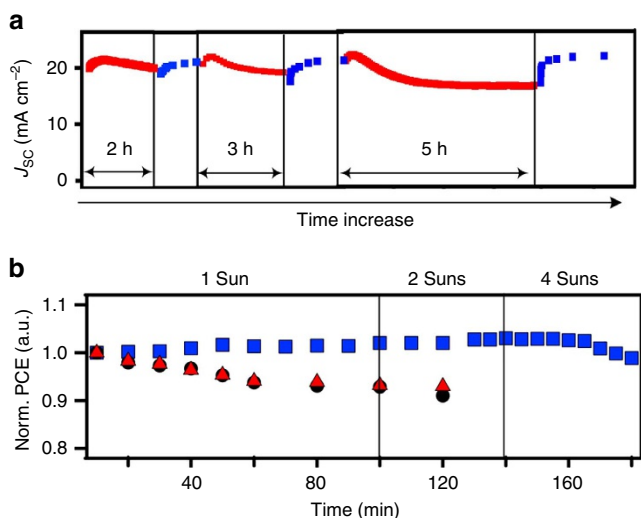 a
J_SC (mA cm⁻²)
20
10
0
2 h
3 h
5 h
Time increase
b
1 Sun
2 Suns
4 Suns
Norm. PCE (a.u.)
1.1
1.0
0.9
0.8
40
80
120
160
Time (min)